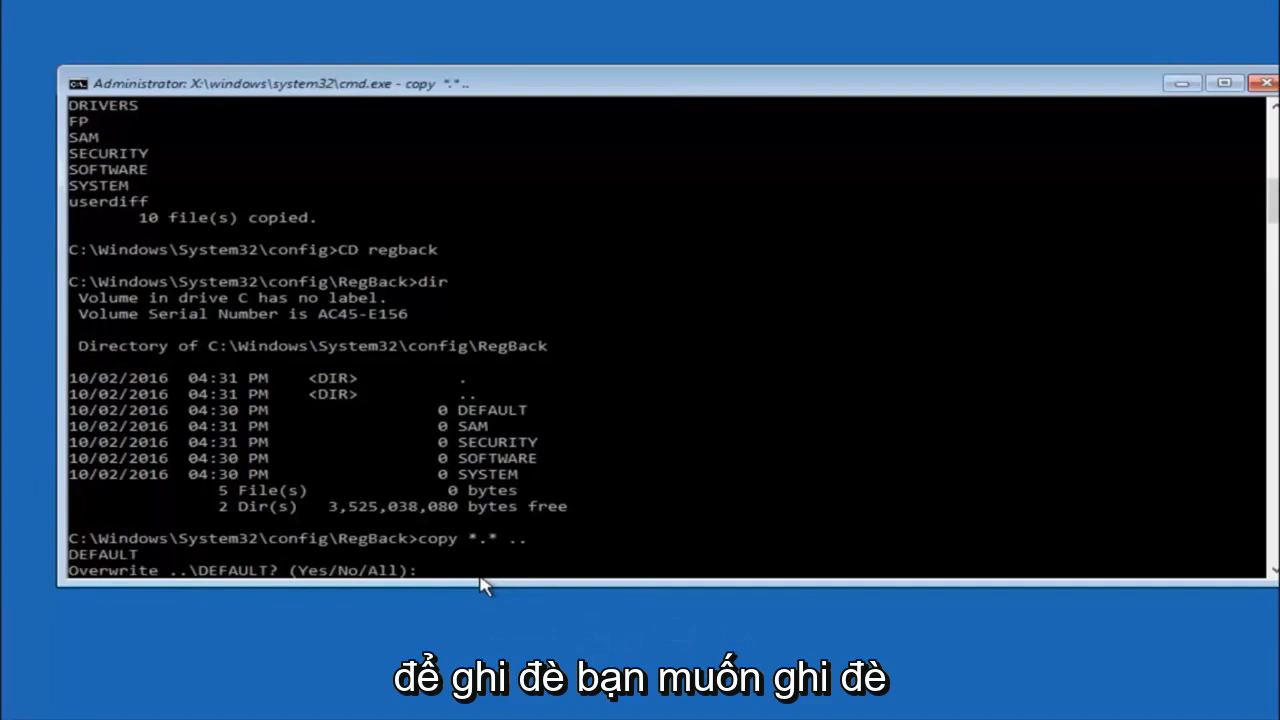 Administrator: X:\windows\system32\cmd.exe - copy *.* ..
DRIVERS
FP
SAM
SECURITY
SOFTWARE
SYSTEM
userdiff
10 file(s) copied.
C:\Windows\System32\config>CD regback
C:\Windows\System32\config\RegBack>dir
Volume in drive C has no label.
Volume Serial Number is AC45-E156
Directory of C:\Windows\System32\config\RegBack
10/02/2016 04:31 PM <DIR> .
10/02/2016 04:31 PM <DIR> ..
10/02/2016 04:30 PM 0 DEFAULT
10/02/2016 04:31 PM 0 SAM
10/02/2016 04:31 PM 0 SECURITY
10/02/2016 04:30 PM 0 SOFTWARE
10/02/2016 04:30 PM 0 SYSTEM
5 File(s) 0 bytes
2 Dir(s) 3,525,038,080 bytes free
C:\Windows\System32\config\RegBack>copy *.* ..
DEFAULT
Overwrite ..\DEFAULT? (Yes/No/All):
để ghi đè bạn muốn ghi đè